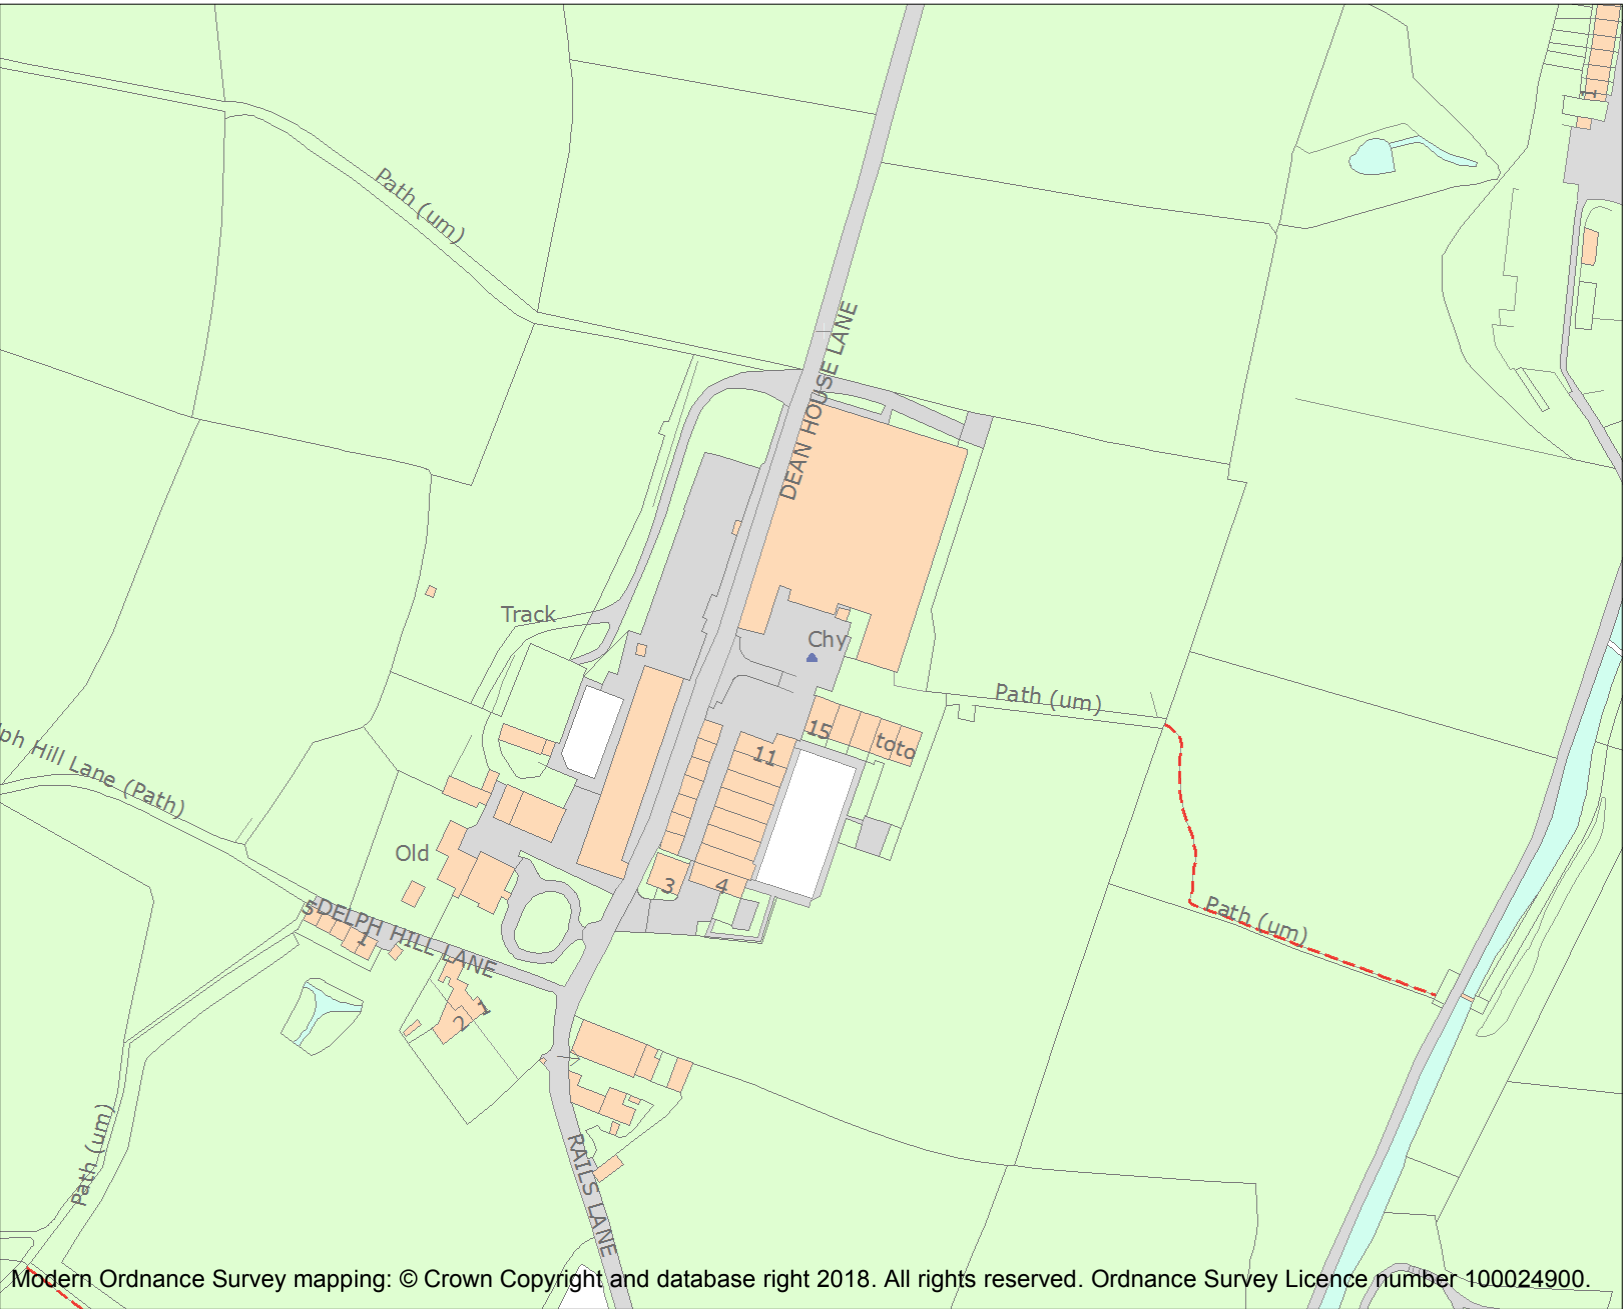 1
Path (um)
DEAN HOUSE LANE
Track
Chy
Path (um)
15
toto
11
lph Hill Lane (Path)
Old
3
4
5
DELPH HILL LANE
1
Path (um)
1
2
Path (um)
RAILS LANE
Modern Ordnance Survey mapping: © Crown Copyright and database right 2018. All rights reserved. Ordnance Survey Licence number 100024900.